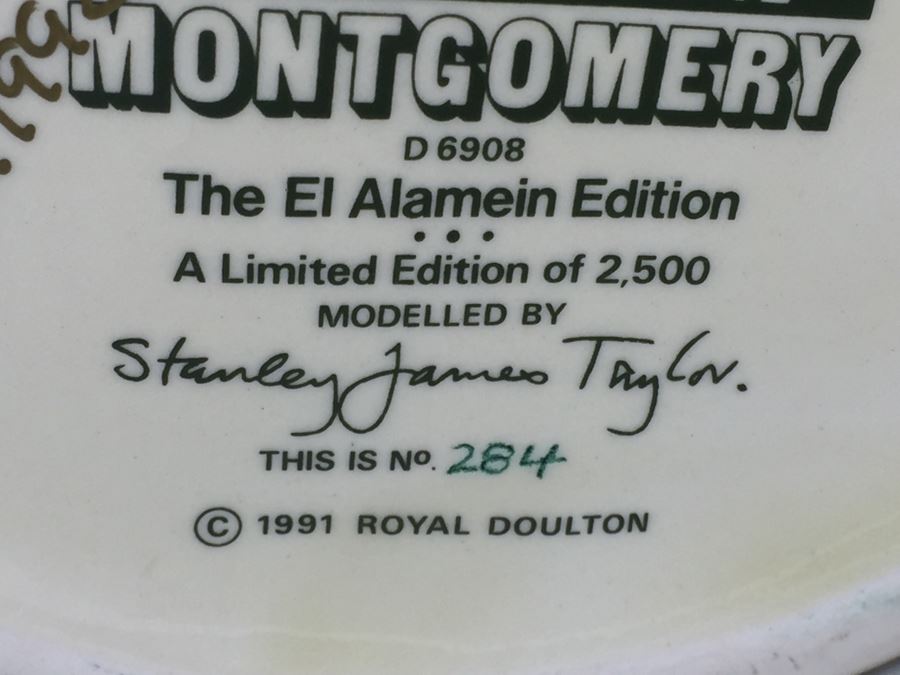 MONTGOMERY
D 6908
The El Alamein Edition
• • •
A Limited Edition of 2,500
MODELLED BY
Stanley James Taylor.
THIS IS No. 284
© 1991 ROYAL DOULTON